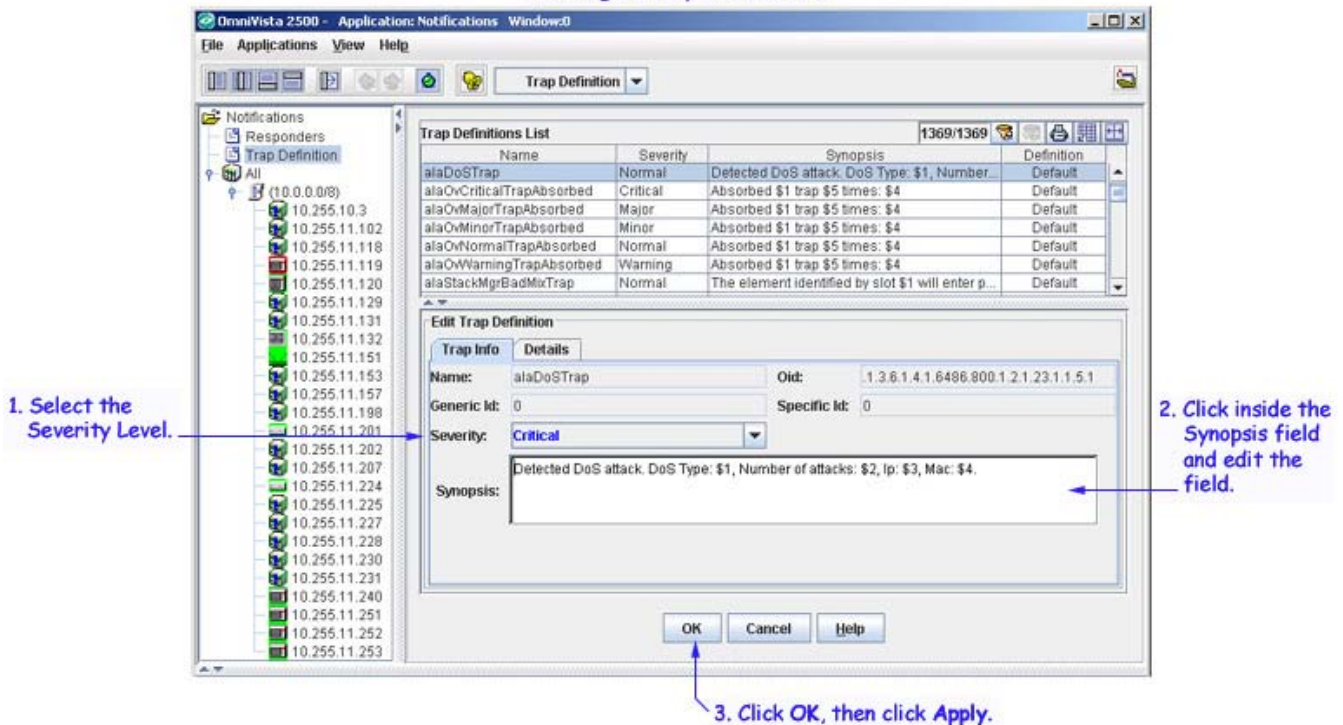 OmniVista 2500 - Application: Notifications Window:0
File Applications View Help
Trap Definition
Notifications
Responders
Trap Definition
All
(10.0.0.0/8)
10.255.10.3
10.255.11.102
10.255.11.118
10.255.11.119
10.255.11.120
10.255.11.129
10.255.11.131
10.255.11.132
10.255.11.151
10.255.11.153
10.255.11.157
10.255.11.198
10.255.11.201
10.255.11.202
10.255.11.207
10.255.11.224
10.255.11.225
10.255.11.227
10.255.11.228
10.255.11.230
10.255.11.231
10.255.11.240
10.255.11.251
10.255.11.252
10.255.11.253
Trap Definitions List 1369/1369
Name Severity Synopsis Definition
alaDoSTrap Normal Detected DoS attack. DoS Type: $1, Number... Default
alaOvCriticalTrapAbsorbed Critical Absorbed $1 trap $5 times: $4 Default
alaOvMajorTrapAbsorbed Major Absorbed $1 trap $5 times: $4 Default
alaOvMinorTrapAbsorbed Minor Absorbed $1 trap $5 times: $4 Default
alaOvNormalTrapAbsorbed Normal Absorbed $1 trap $5 times: $4 Default
alaOvWarningTrapAbsorbed Warning Absorbed $1 trap $5 times: $4 Default
alaStackMgrBadMixTrap Normal The element identified by slot $1 will enter p... Default
Edit Trap Definition
Trap Info Details
Name: alaDoSTrap Oid: .1.3.6.1.4.1.6486.800.1.2.1.23.1.1.5.1
Generic Id: 0 Specific Id: 0
Severity: Critical
Synopsis: Detected DoS attack. DoS Type: $1, Number of attacks: $2, Ip: $3, Mac: $4.
OK Cancel Help
1. Select the
Severity Level.
2. Click inside the
Synopsis field
and edit the
field.
3. Click OK, then click Apply.